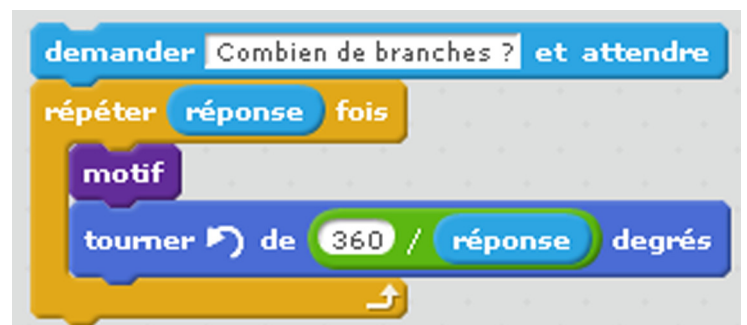 demander Combien de branches ? et attendre
répéter réponse fois
motif
tourner de 360 / réponse degrés